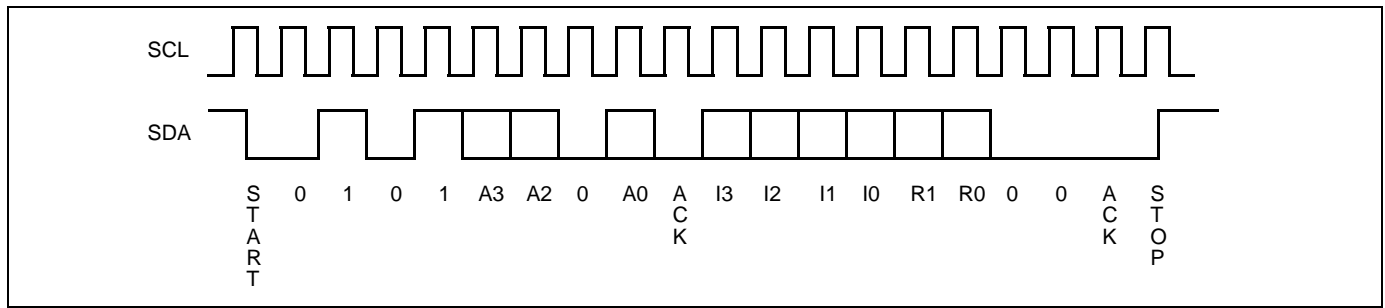 SCL
SDA
START 0 1 0 1 A3 A2 0 A0 ACK I3 I2 I1 I0 R1 R0 0 0 ACK STOP